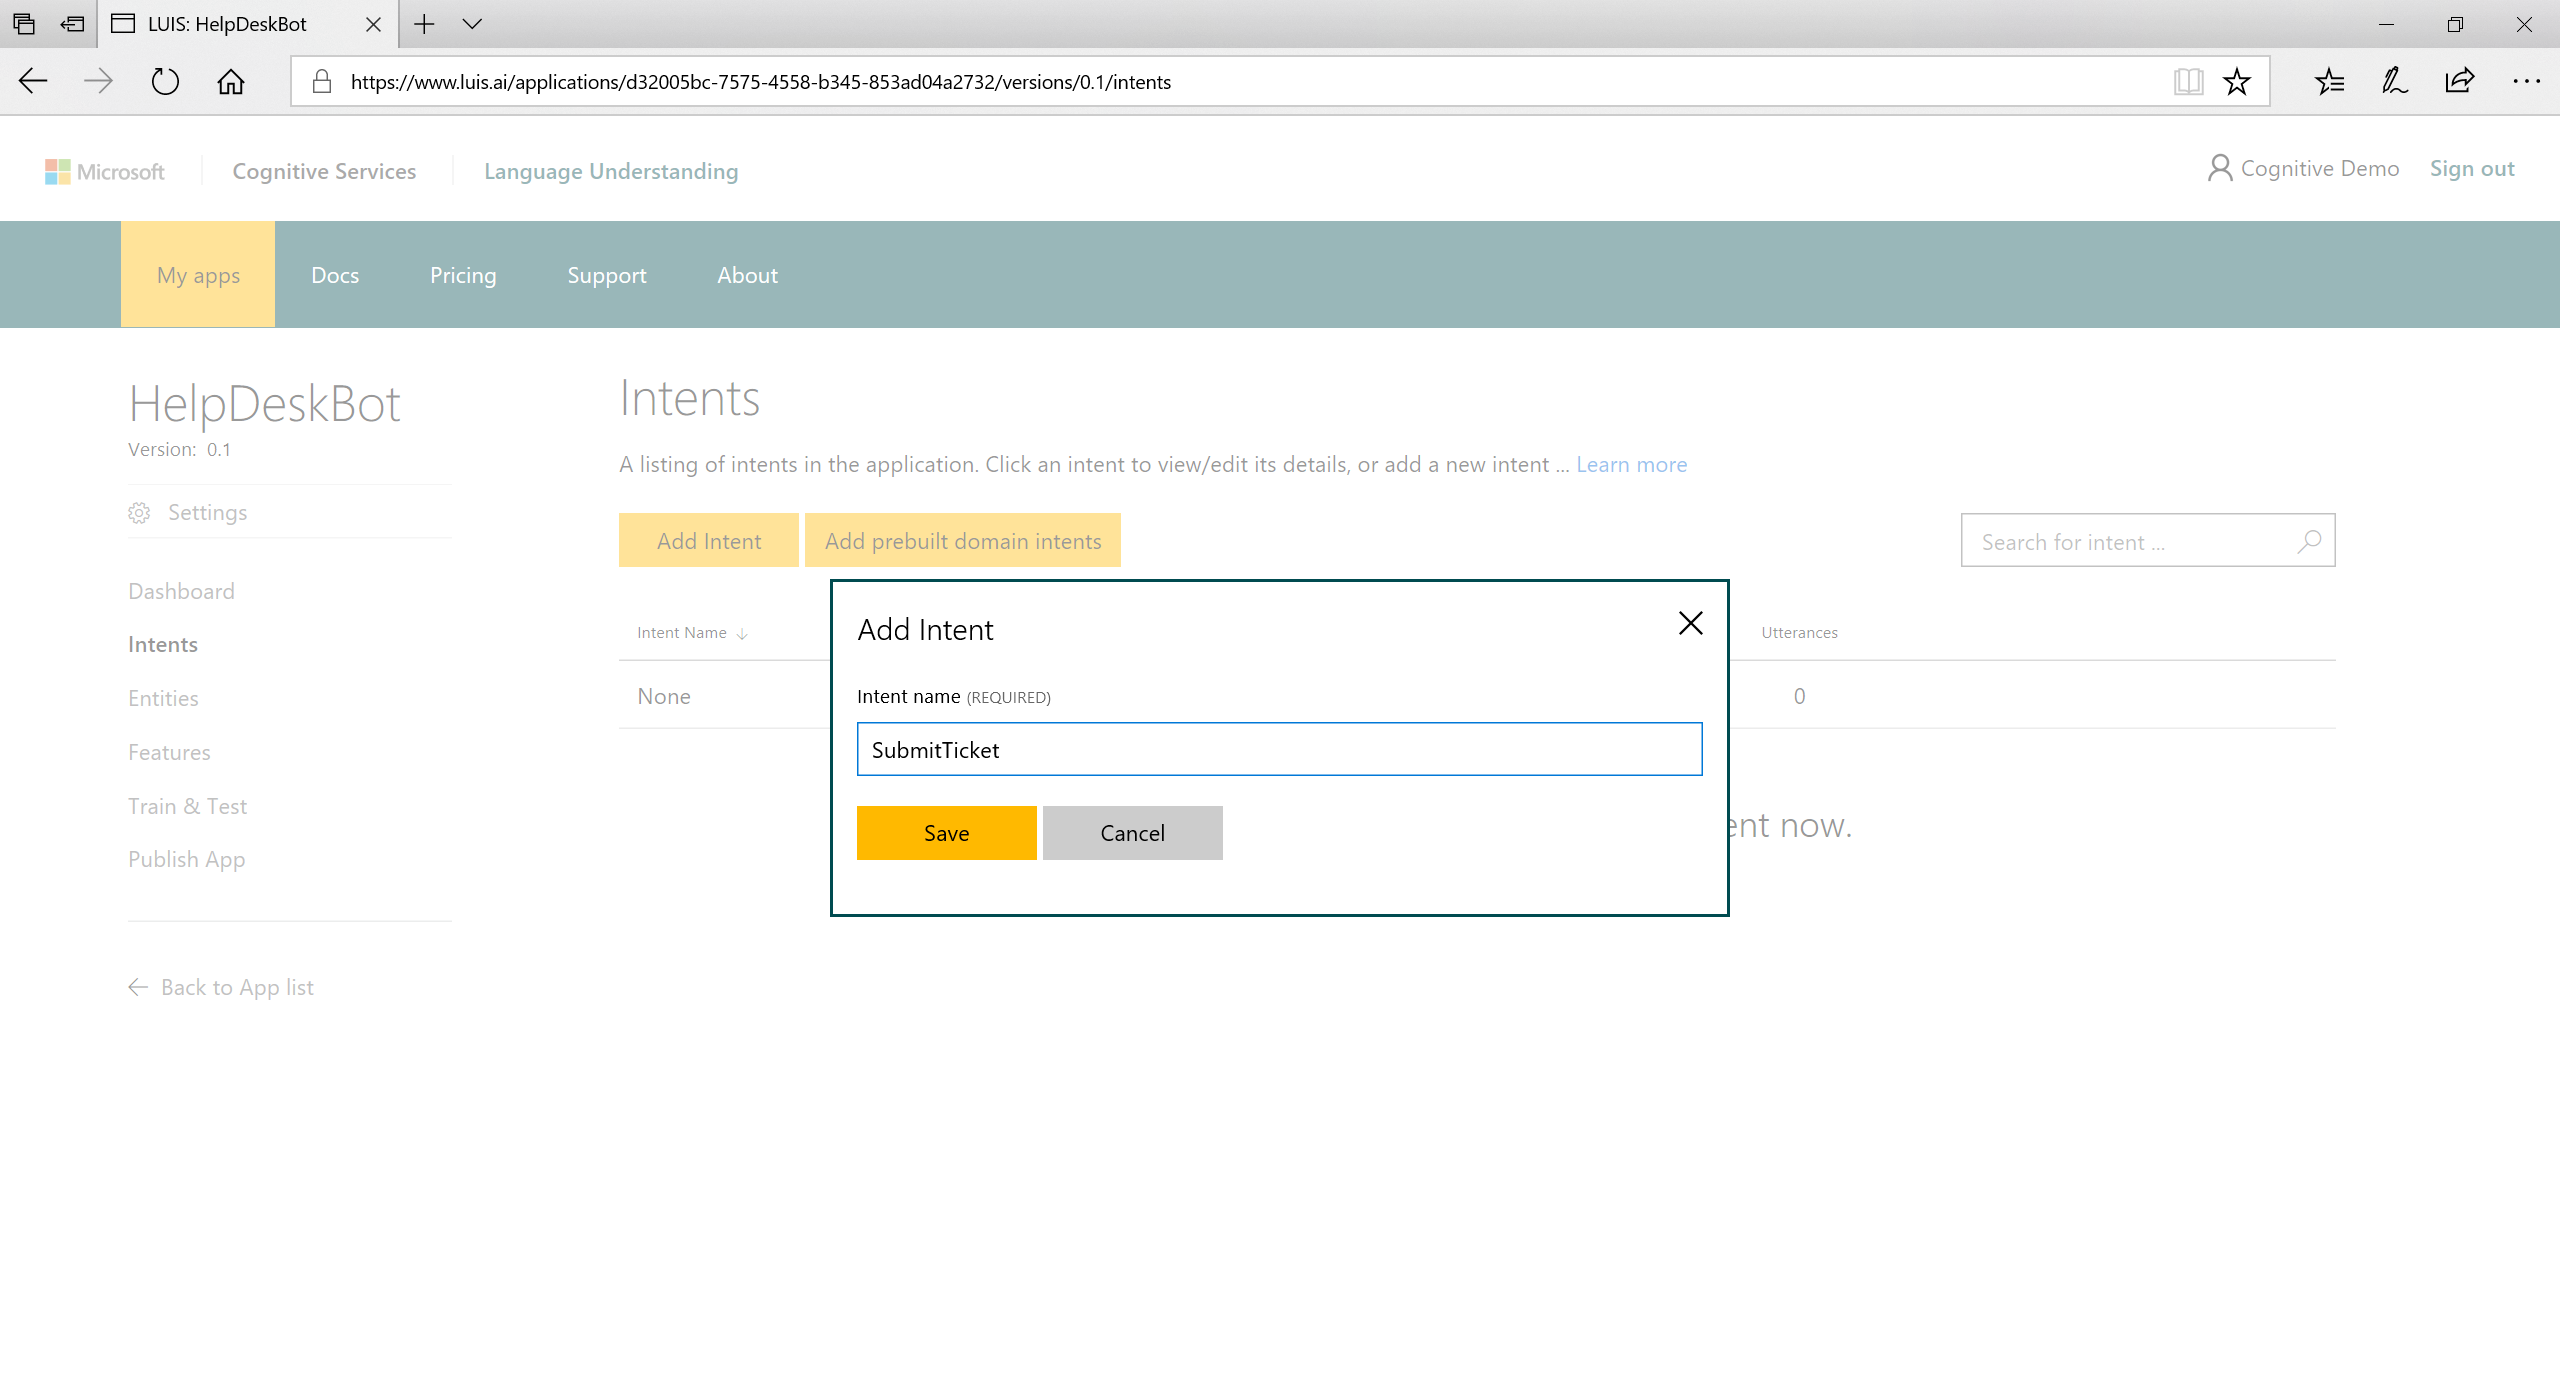 LUIS: HelpDeskBot
https://www.luis.ai/applications/d32005bc-7575-4558-b345-853ad04a2732/versions/0.1/intents
Microsoft Cognitive Services Language Understanding
Cognitive Demo Sign out
My apps Docs Pricing Support About
HelpDeskBot
Version: 0.1
Settings
Dashboard
Intents
Entities
Features
Train & Test
Publish App
Back to App list
Intents
A listing of intents in the application. Click an intent to view/edit its details, or add a new intent ... Learn more
Add Intent Add prebuilt domain intents
Search for intent ...
Intent Name Utterances
None 0
ent now.
Add Intent
Intent name (REQUIRED)
SubmitTicket
Save Cancel